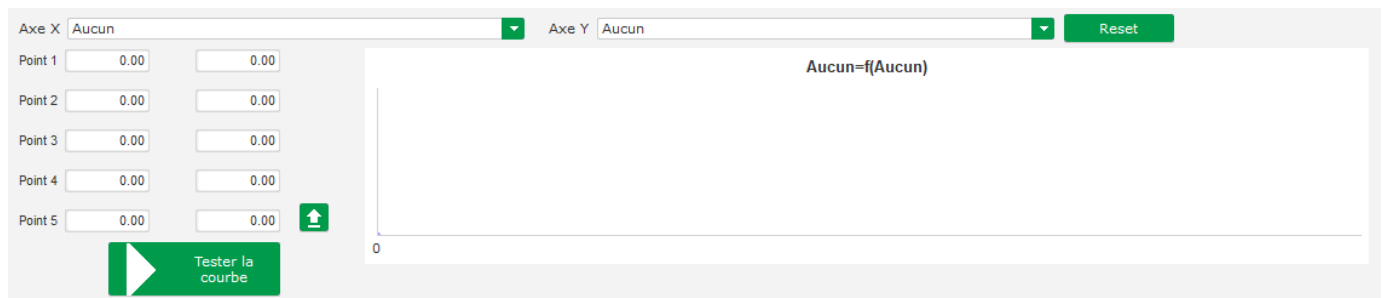 Axe X Aucun Axe Y Aucun Reset
Point 1 0.00 0.00
Aucun=f(Aucun)
Point 2 0.00 0.00
Point 3 0.00 0.00
Point 4 0.00 0.00
Point 5 0.00 0.00
0
Tester la
courbe